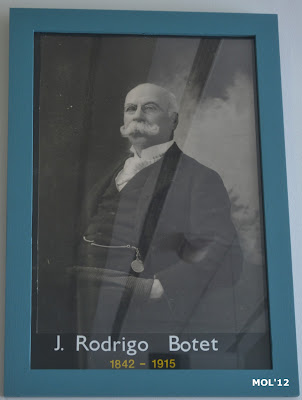 J. Rodrigo Botet
1842 - 1915
MOL'12